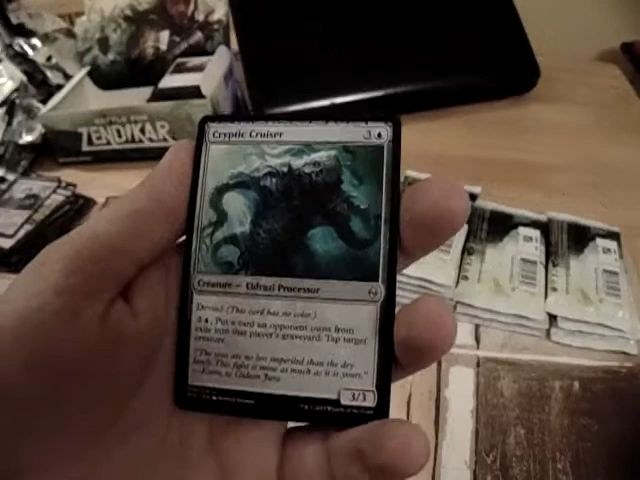 BATTLE FOR
ZENDIKAR
Cryptic Cruiser 3
Creature — Eldrazi Processor
Devoid (This card has no color.)
2, Put a card an opponent owns from
exile into that player's graveyard: Tap target
creature.
"The seas are no less imperiled than the dry
lands. This fight is mine as much as it is yours."
—Kiora, to Gideon Jura
3/3